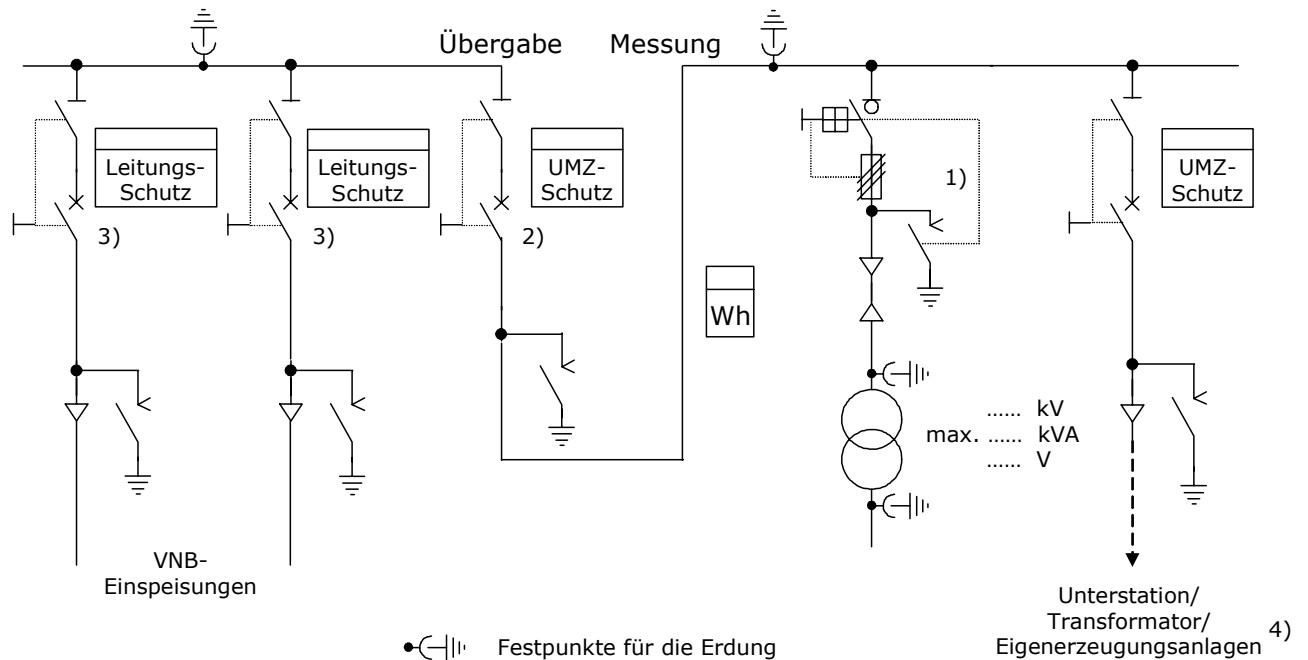 Übergabe Messung
Leitungs-
Schutz
Leitungs-
Schutz
UMZ-
Schutz
1)
UMZ-
Schutz
3)
3)
2)
Wh
...... kV
max. ...... kVA
...... V
VNB-
Einspeisungen
Unterstation/
Transformator/
Eigenerzeugungsanlagen 4)
Festpunkte für die Erdung